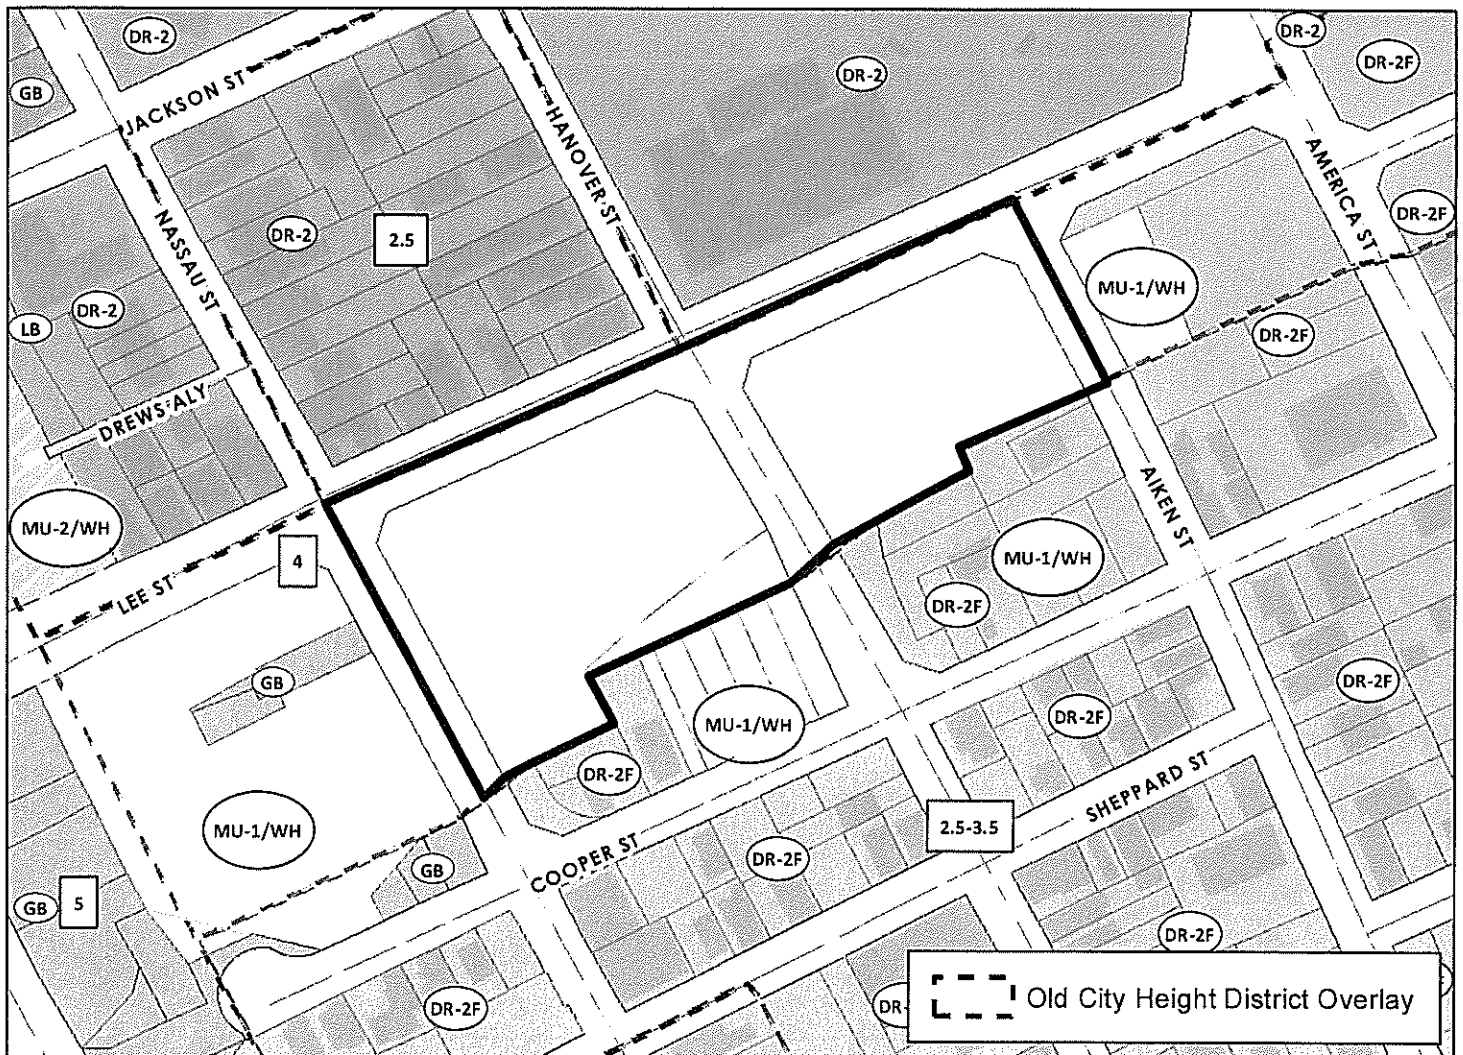 DR-2
DR-2
GB
JACKSON ST
DR-2
DR-2F
HANOVER ST
AMERICA ST
NASSAU ST
DR-2
2.5
DR-2F
MU-1/WH
DR-2
LB
DR-2F
DREWS ALY
MU-2/WH
AIKEN ST
4
MU-1/WH
LEE ST
DR-2F
GB
DR-2F
MU-1/WH
DR-2F
DR-2F
SHEPPARD ST
MU-1/WH
2.5-3.5
COOPER ST
DR-2F
GB
GB
5
DR-2F
DR-2F
Old City Height District Overlay